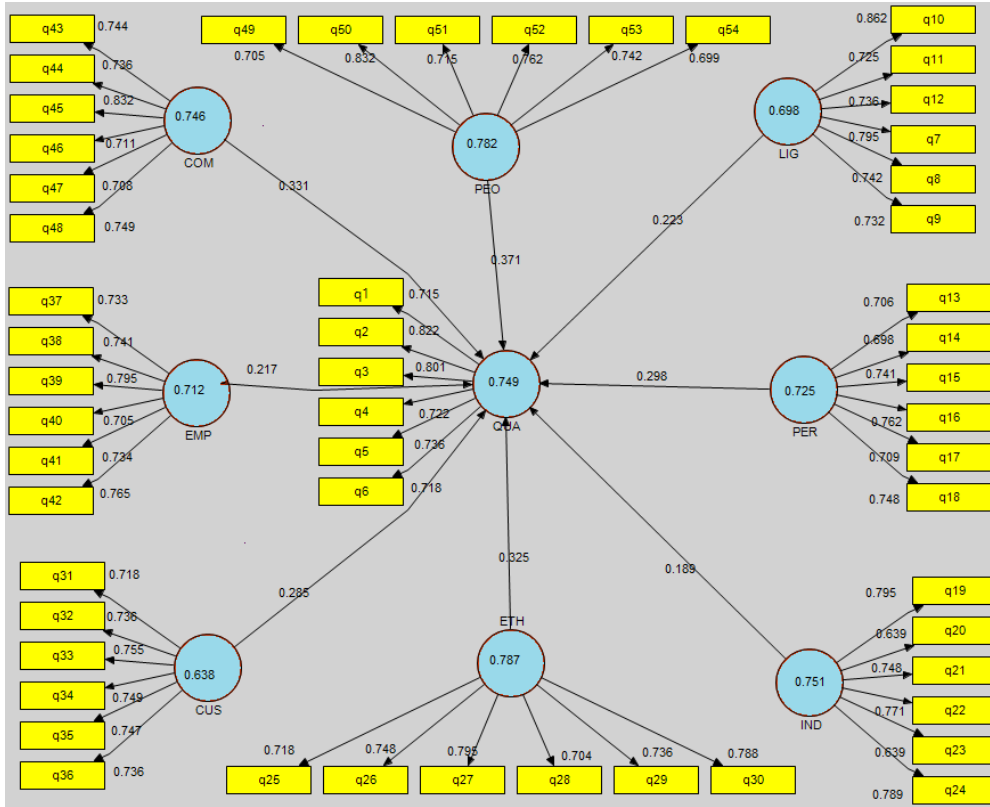 q43 0.744
q44 0.736
q45 0.832
q46 0.711
q47 0.708
q48 0.749
0.746
COM
q49 q50 q51 q52 q53 q54
0.705 0.832 0.715 0.762 0.742 0.699
0.782
PEO
0.862 q10
0.725 q11
0.736 q12
0.795 q7
0.742 q8
0.732 q9
0.698
LIG
0.331
0.371
0.223
q37 0.733
q38 0.741
q39 0.795
q40 0.705
q41 0.734
q42 0.765
0.712
EMP
0.217
q1 0.715
q2 0.822
q3 0.801
q4 0.722
q5 0.736
q6 0.718
0.749
QUA
0.298
0.725
PER
0.706 q13
0.698 q14
0.741 q15
0.762 q16
0.709 q17
0.748 q18
q31 0.718
q32 0.736
q33 0.755
q34 0.749
q35 0.747
q36 0.736
0.638
CUS
0.285
0.325
0.189
ETH
0.787
0.718 0.748 0.795 0.704 0.736 0.788
q25 q26 q27 q28 q29 q30
0.751
IND
0.795 q19
0.639 q20
0.748 q21
0.771 q22
0.639 q23
0.789 q24